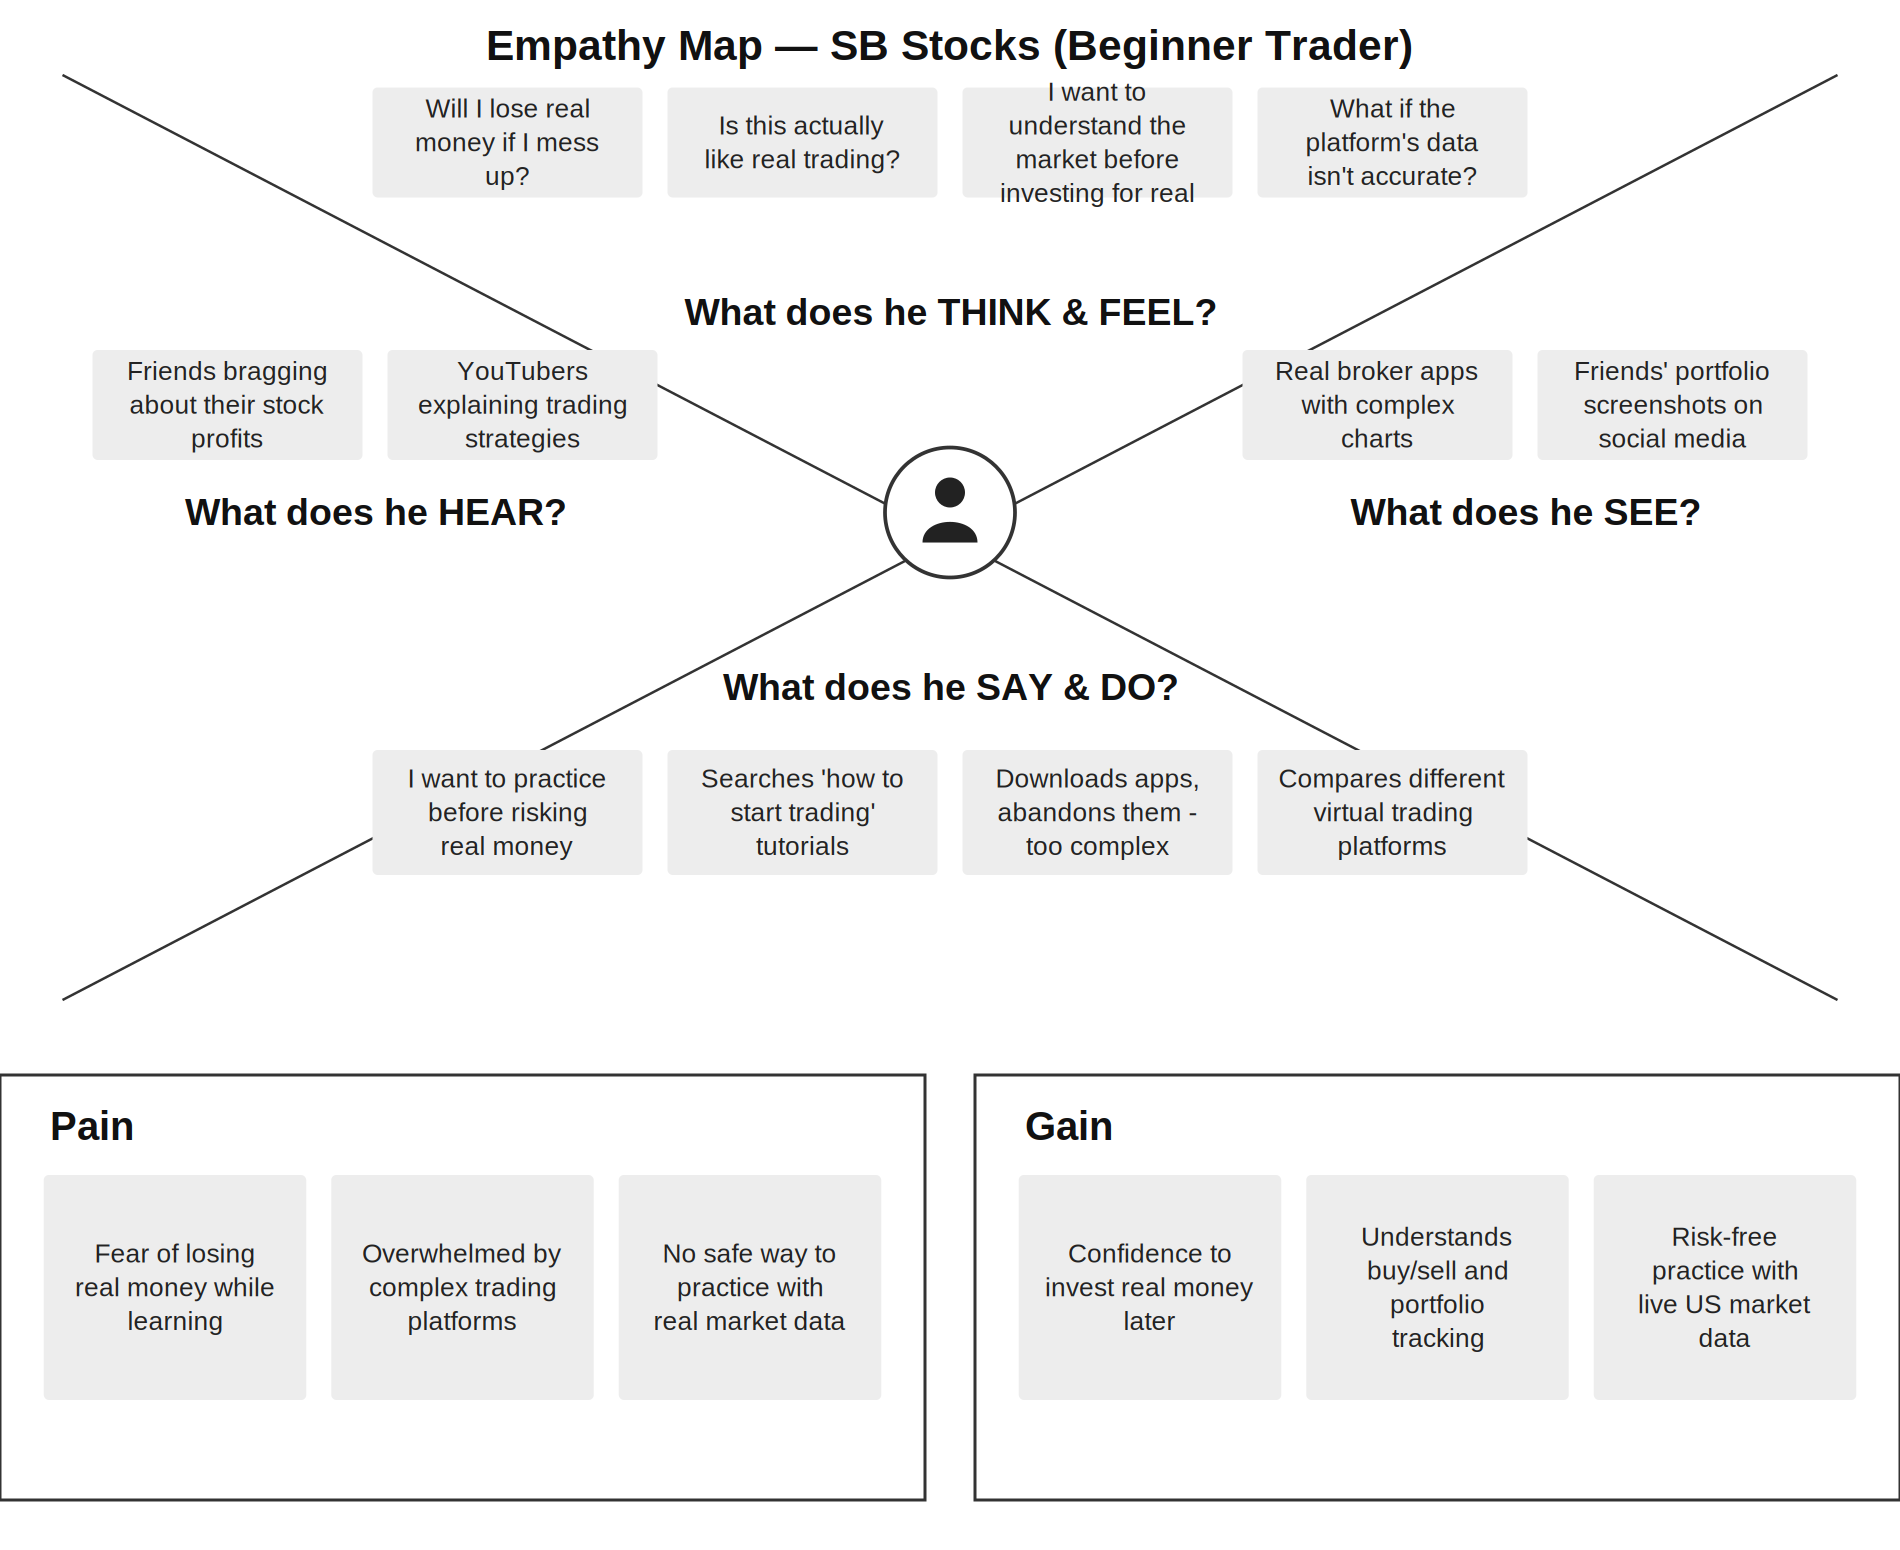 Empathy Map — SB Stocks (Beginner Trader)
Will I lose real
money if I mess
up?
Is this actually
like real trading?
I want to
understand the
market before
investing for real
What if the
platform's data
isn't accurate?
What does he THINK & FEEL?
Friends bragging
about their stock
profits
YouTubers
explaining trading
strategies
What does he HEAR?
Real broker apps
with complex
charts
Friends' portfolio
screenshots on
social media
What does he SEE?
What does he SAY & DO?
I want to practice
before risking
real money
Searches 'how to
start trading'
tutorials
Downloads apps,
abandons them -
too complex
Compares different
virtual trading
platforms
Pain
Fear of losing
real money while
learning
Overwhelmed by
complex trading
platforms
No safe way to
practice with
real market data
Gain
Confidence to
invest real money
later
Understands
buy/sell and
portfolio
tracking
Risk-free
practice with
live US market
data